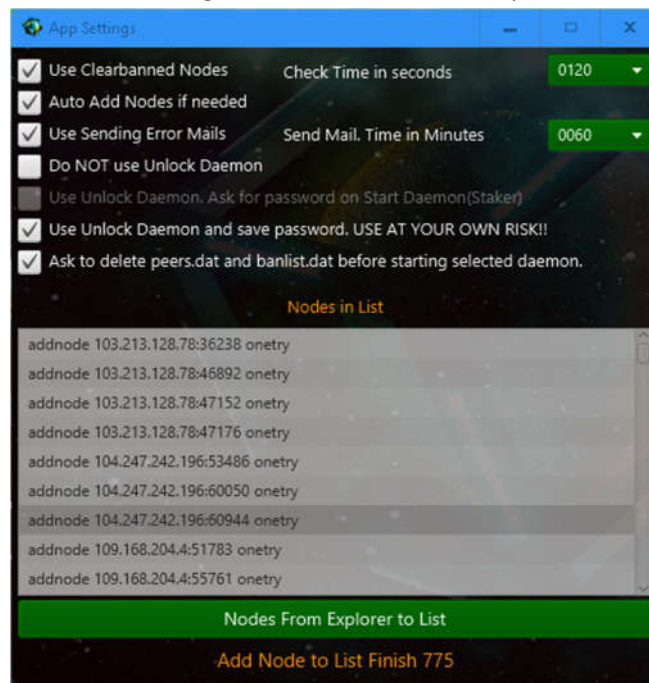 App Settings
Use Clearbanned Nodes Check Time in seconds 0120
Auto Add Nodes if needed
Use Sending Error Mails Send Mail. Time in Minutes 0060
Do NOT use Unlock Daemon
Use Unlock Daemon. Ask for password on Start Daemon(Staker)
Use Unlock Daemon and save password. USE AT YOUR OWN RISK!!
Ask to delete peers.dat and banlist.dat before starting selected daemon.
Nodes in List
addnode 103.213.128.78:36238 onetry
addnode 103.213.128.78:46892 onetry
addnode 103.213.128.78:47152 onetry
addnode 103.213.128.78:47176 onetry
addnode 104.247.242.196:53486 onetry
addnode 104.247.242.196:60050 onetry
addnode 104.247.242.196:60944 onetry
addnode 109.168.204.4:51783 onetry
addnode 109.168.204.4:55761 onetry
Nodes From Explorer to List
Add Node to List Finish 775